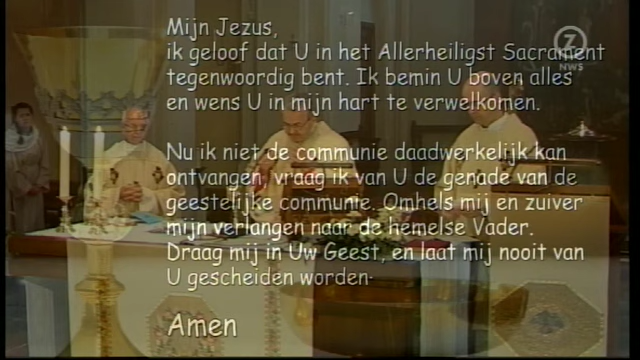 Mijn Jezus,
ik geloof dat U in het Allerheiligst Sacrament
tegenwoordig bent. Ik bemin U boven alles
en wens U in mijn hart te verwelkomen.
Nu ik niet de communie daadwerkelijk kan
ontvangen, vraag ik van U de genade van de
geestelijke communie. Omhels mij en zuiver
mijn verlangen naar de hemelse Vader.
Draag mij in Uw Geest, en laat mij nooit van
U gescheiden worden.
Amen
Z
NWS